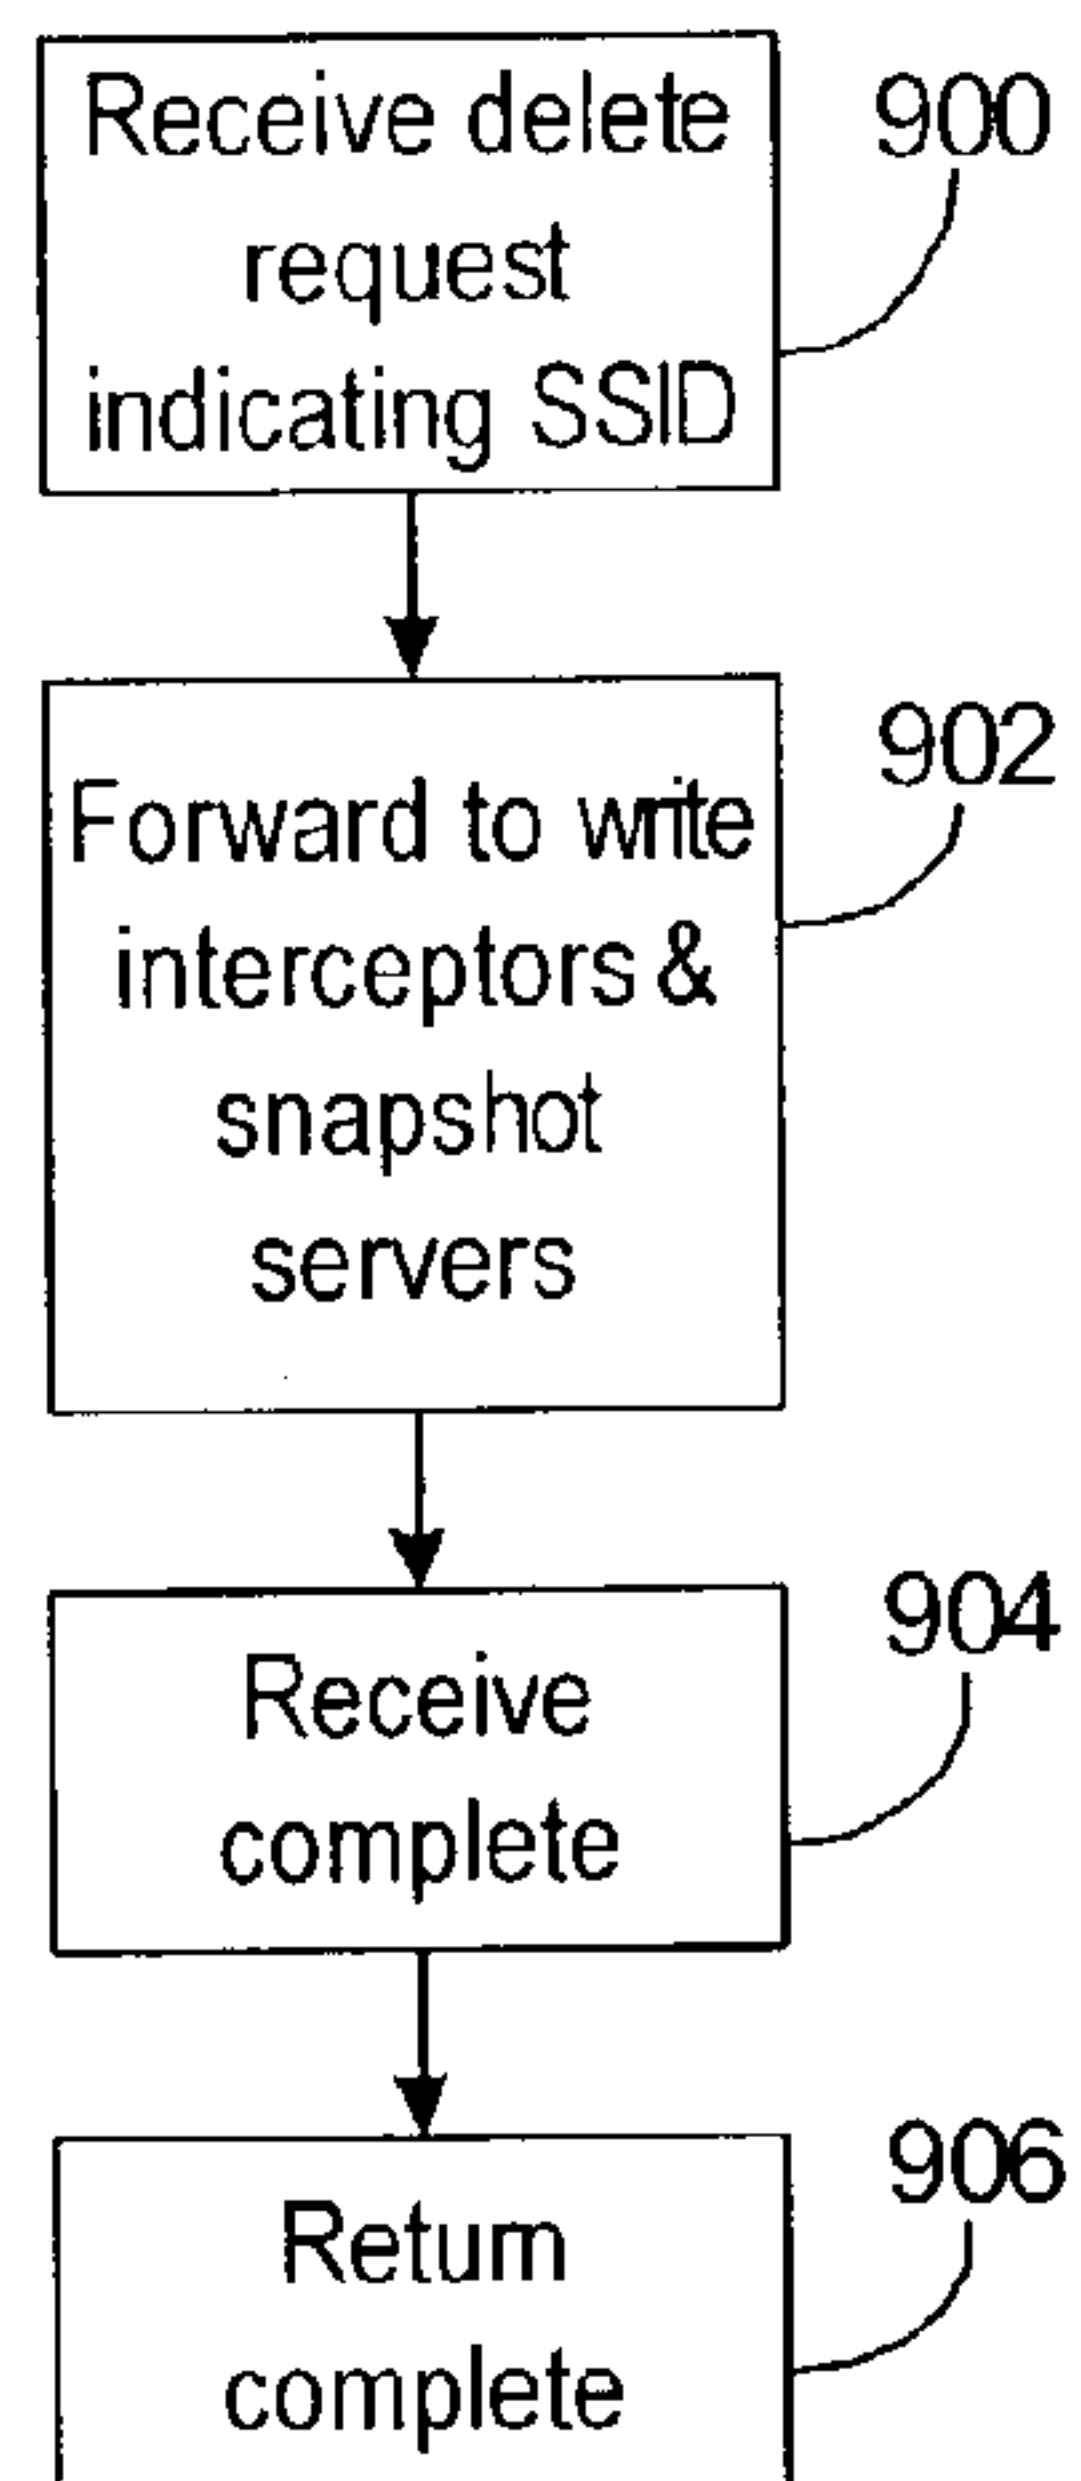 Receive delete
request
indicating SSID
900
Forward to write
interceptors &
snapshot
servers
902
Receive
complete
904
Return
complete
906